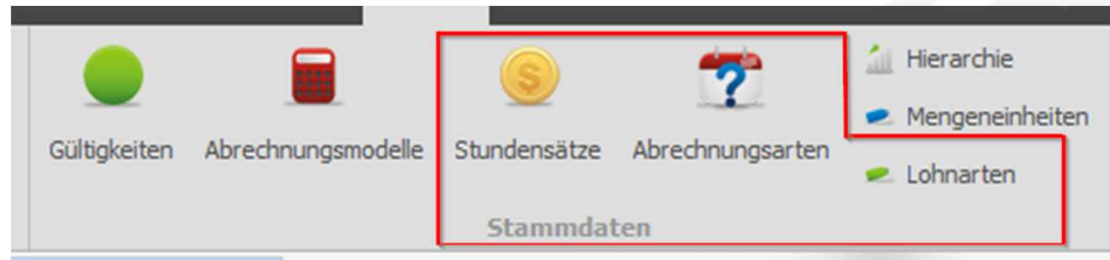 Gültigkeiten
Abrechnungsmodelle
Stundensätze
Abrechnungsarten
Hierarchie
Mengeneinheiten
Lohnarten
Stammdaten